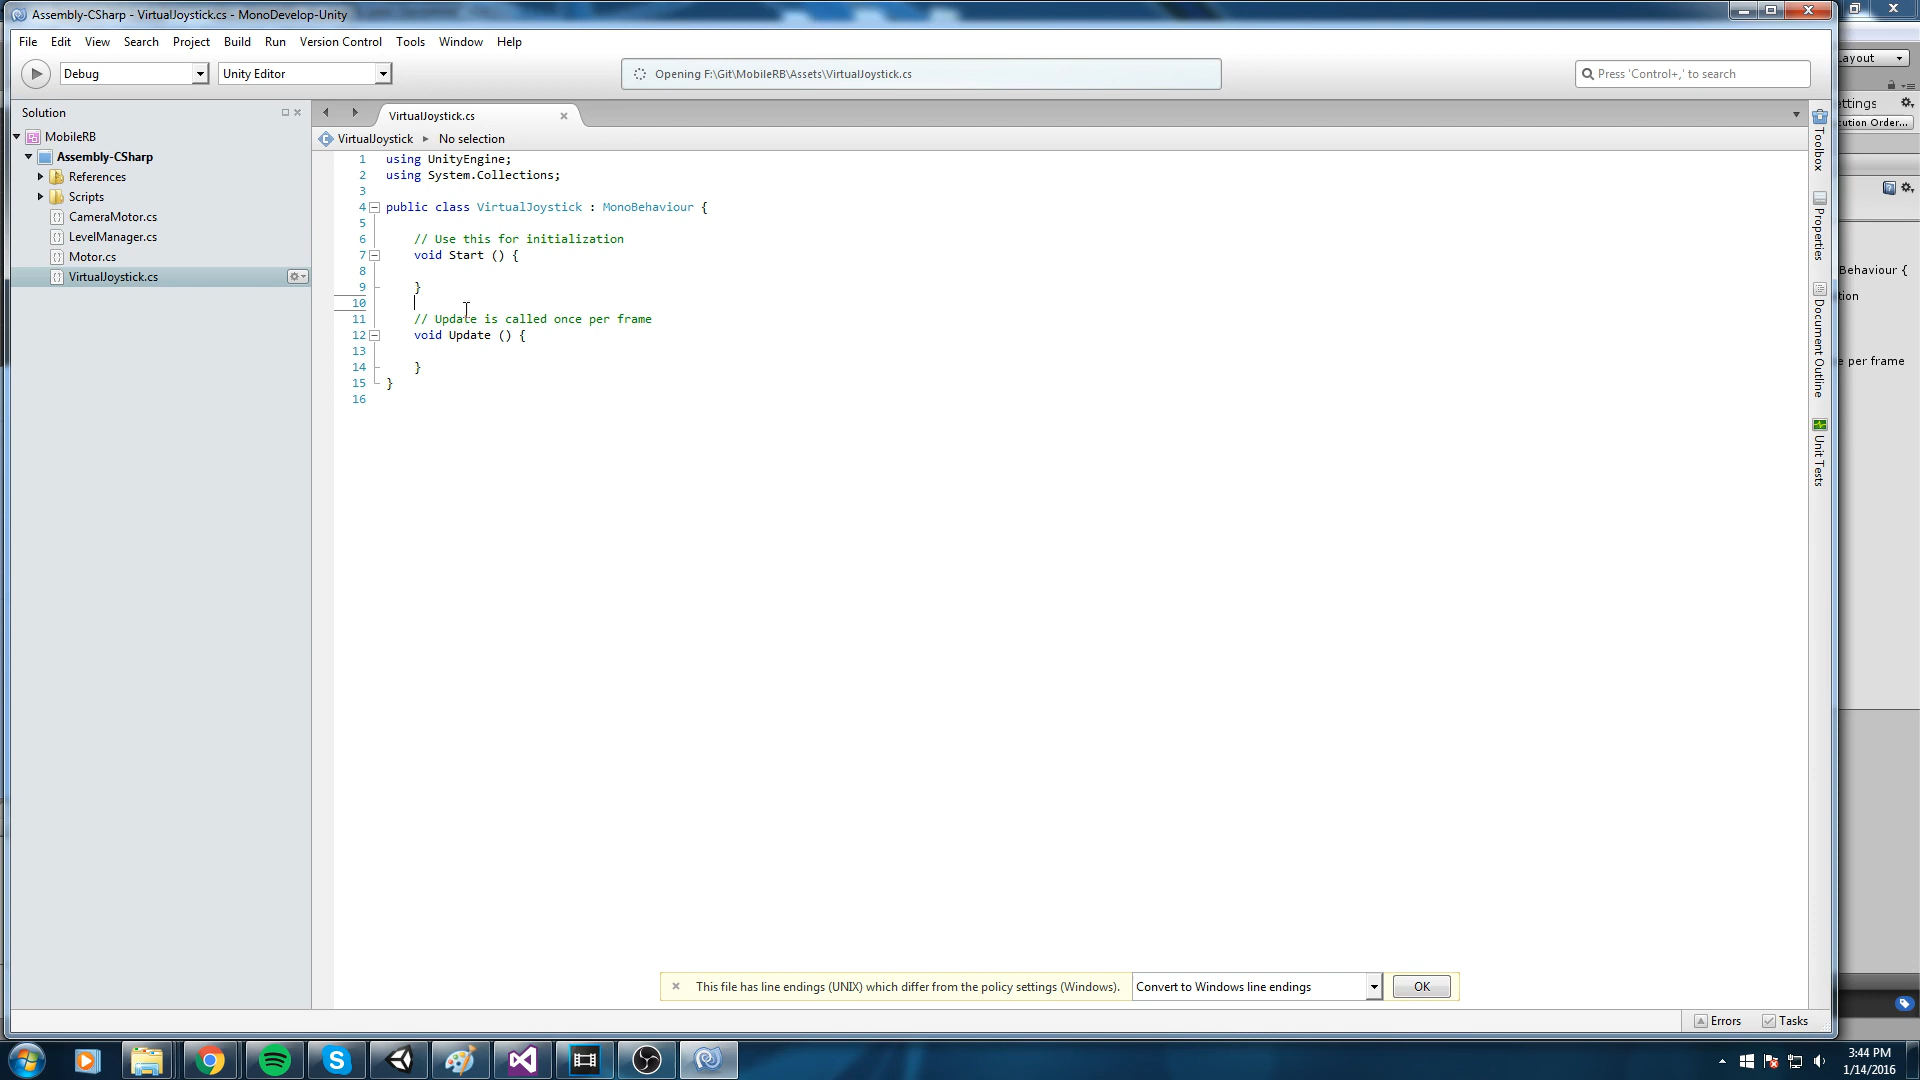 Assembly-CSharp - VirtualJoystick.cs - MonoDevelop-Unity
File Edit View Search Project Build Run Version Control Tools Window Help
Debug Unity Editor Opening F:\Git\MobileRB\Assets\VirtualJoystick.cs Press 'Control+,' to search
Solution
MobileRB
Assembly-CSharp
References
Scripts
CameraMotor.cs
LevelManager.cs
Motor.cs
VirtualJoystick.cs
VirtualJoystick.cs
VirtualJoystick No selection
1 using UnityEngine;
2 using System.Collections;
3
4 public class VirtualJoystick : MonoBehaviour {
5
6 // Use this for initialization
7 void Start () {
8
9 }
10
11 // Update is called once per frame
12 void Update () {
13
14 }
15 }
16
Toolbox
Properties
Document Outline
Unit Tests
ayout
ttings
ution Order...
Behaviour {
tion
e per frame
This file has line endings (UNIX) which differ from the policy settings (Windows). Convert to Windows line endings OK
Errors Tasks
3:44 PM
1/14/2016